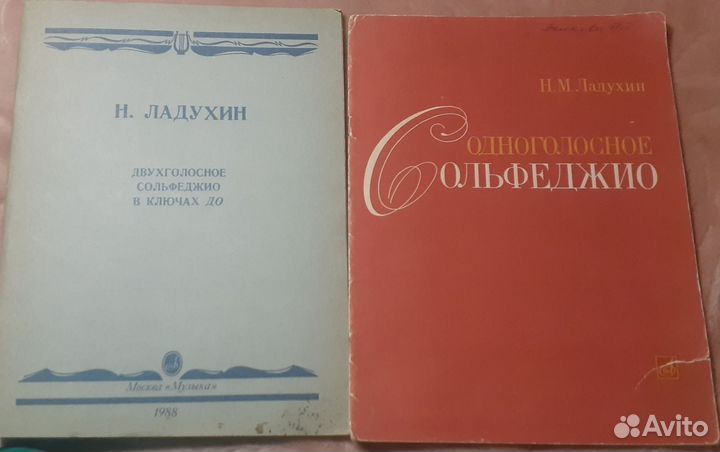 Н. ЛАДУХИН
ДВУХГОЛОСНОЕ
СОЛЬФЕДЖИО
В КЛЮЧАХ ДО
Москва «Музыка»
1988
Н.М.Ладухин
ОДНОГОЛОСНОЕ
СОЛЬФЕДЖИО
Avito